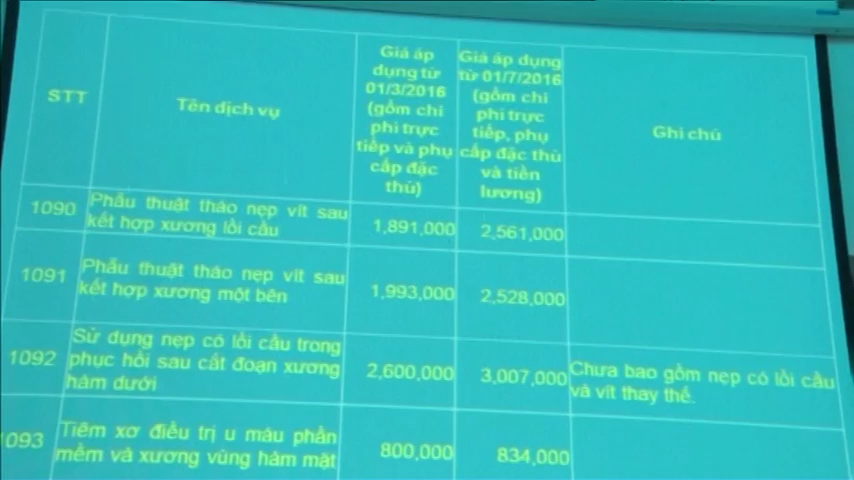 STT
Tên dịch vụ
Giá áp
dụng từ
01/3/2016
(gồm chi
phí trực
tiếp và phụ
cấp đặc
thù)
Giá áp dụng
từ 01/7/2016
(gồm chi
phí trực
tiếp, phụ
cấp đặc thù
và tiền
lương)
Ghi chú
1090
Phẫu thuật tháo nẹp vít sau
kết hợp xương lồi cầu
1,891,000
2,561,000
1091
Phẫu thuật tháo nẹp vít sau
kết hợp xương một bên
1,993,000
2,528,000
1092
Sử dụng nẹp có lồi cầu trong
phục hồi sau cắt đoạn xương
hàm dưới
2,600,000
3,007,000
Chưa bao gồm nẹp có lồi cầu
và vít thay thế.
1093
Tiêm xơ điều trị u máu phần
mềm và xương vùng hàm mặt
800,000
834,000